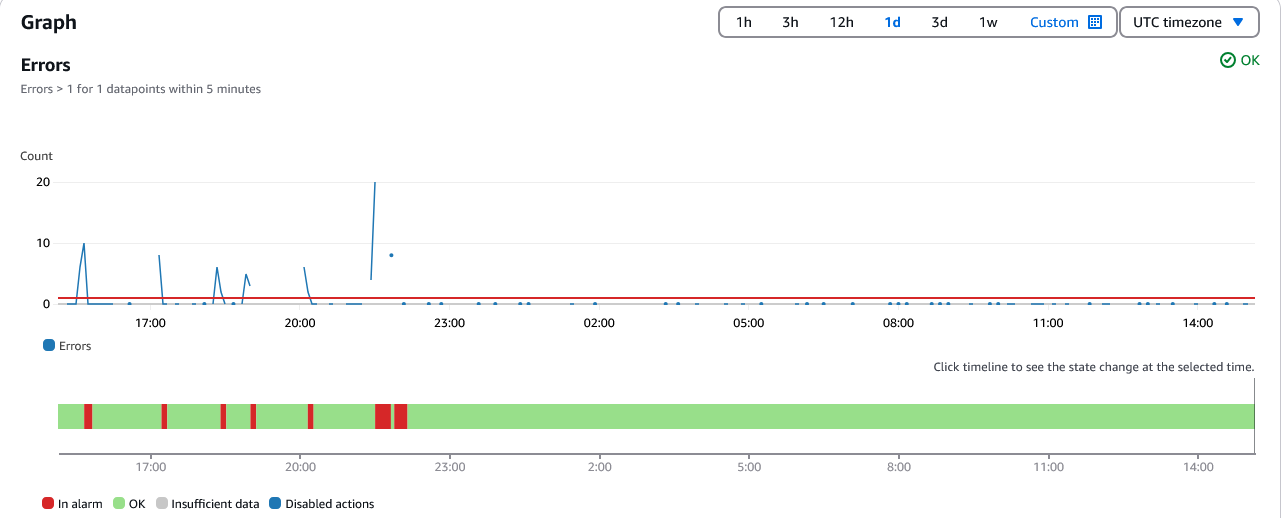 Graph
1h 3h 12h 1d 3d 1w Custom UTC timezone
Errors
OK
Errors > 1 for 1 datapoints within 5 minutes
Count
20
10
0
17:00 20:00 23:00 02:00 05:00 08:00 11:00 14:00
Errors
Click timeline to see the state change at the selected time.
17:00 20:00 23:00 2:00 5:00 8:00 11:00 14:00
In alarm OK Insufficient data Disabled actions